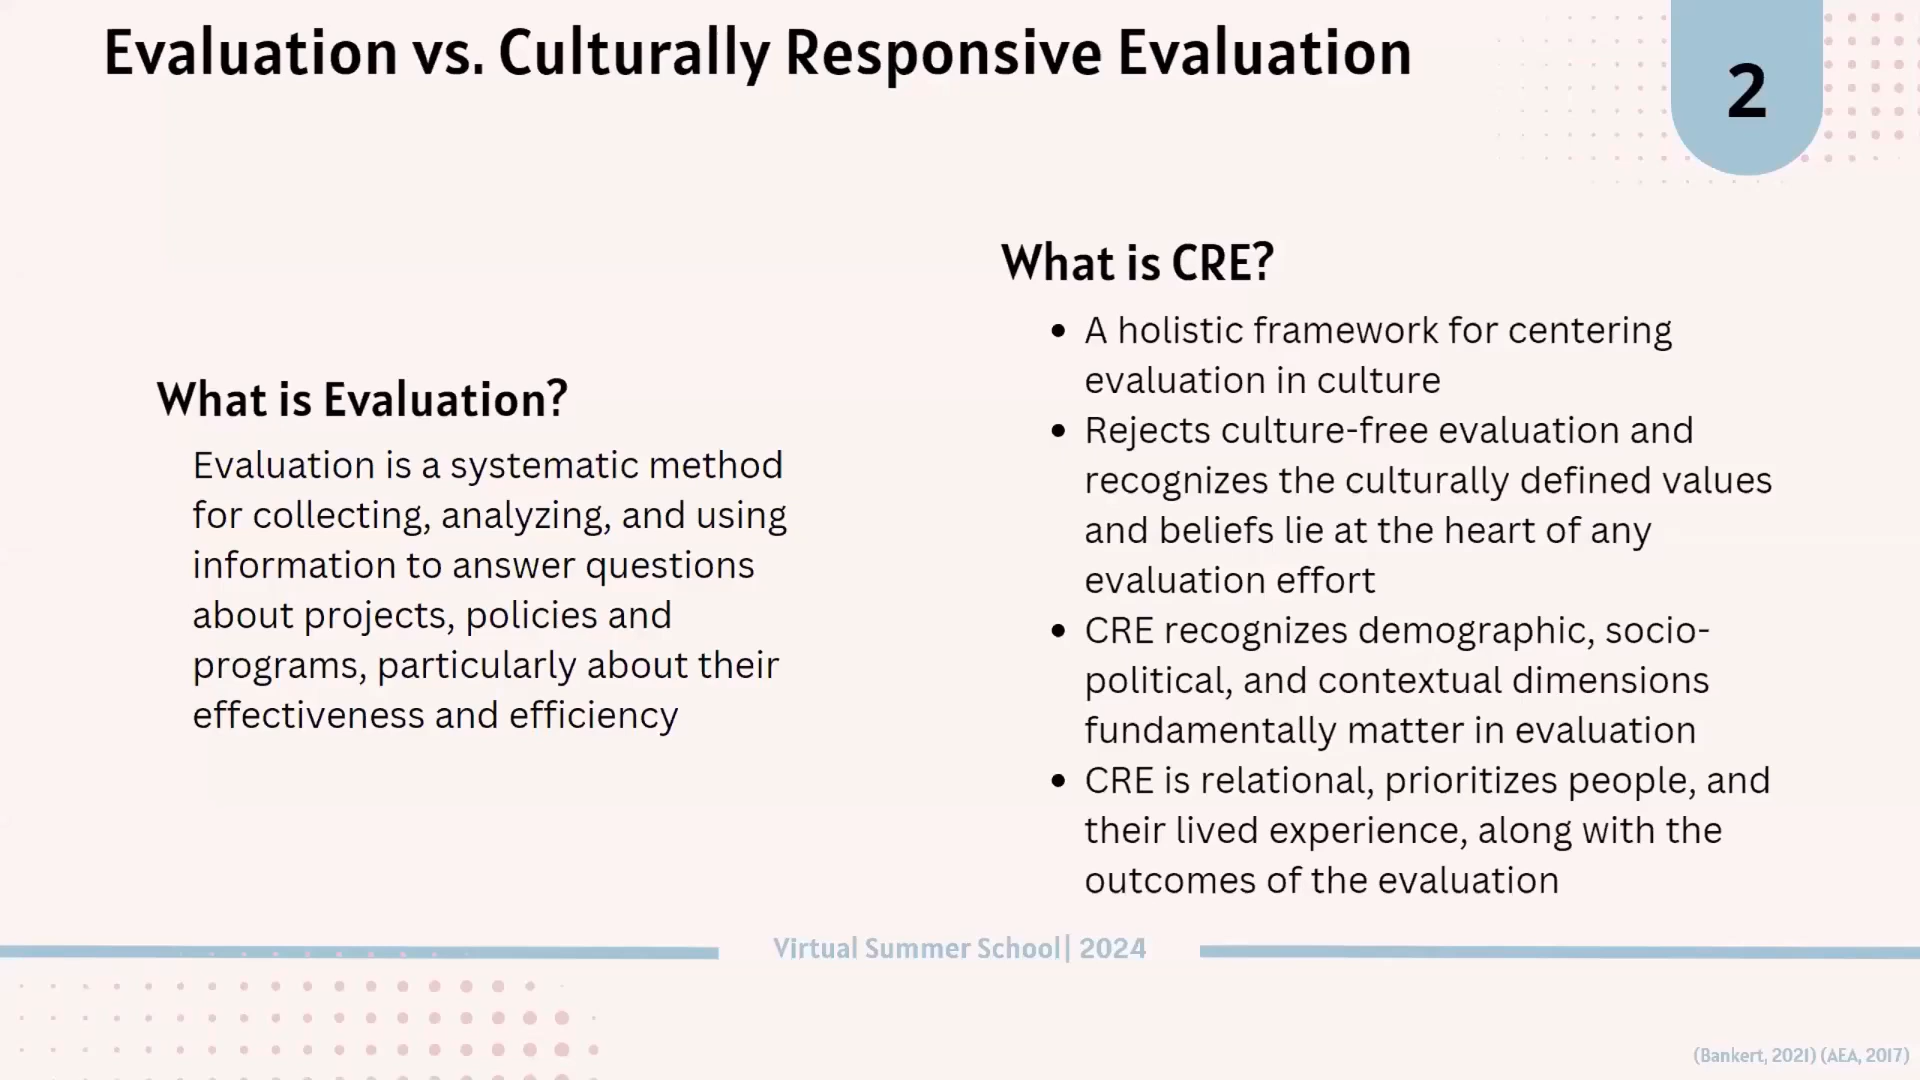 Evaluation vs. Culturally Responsive Evaluation
2
What is Evaluation?
Evaluation is a systematic method
for collecting, analyzing, and using
information to answer questions
about projects, policies and
programs, particularly about their
effectiveness and efficiency
What is CRE?
• A holistic framework for centering
evaluation in culture
• Rejects culture-free evaluation and
recognizes the culturally defined values
and beliefs lie at the heart of any
evaluation effort
• CRE recognizes demographic, socio-
political, and contextual dimensions
fundamentally matter in evaluation
• CRE is relational, prioritizes people, and
their lived experience, along with the
outcomes of the evaluation
Virtual Summer School| 2024
(Bankert, 2021) (AEA, 2017)